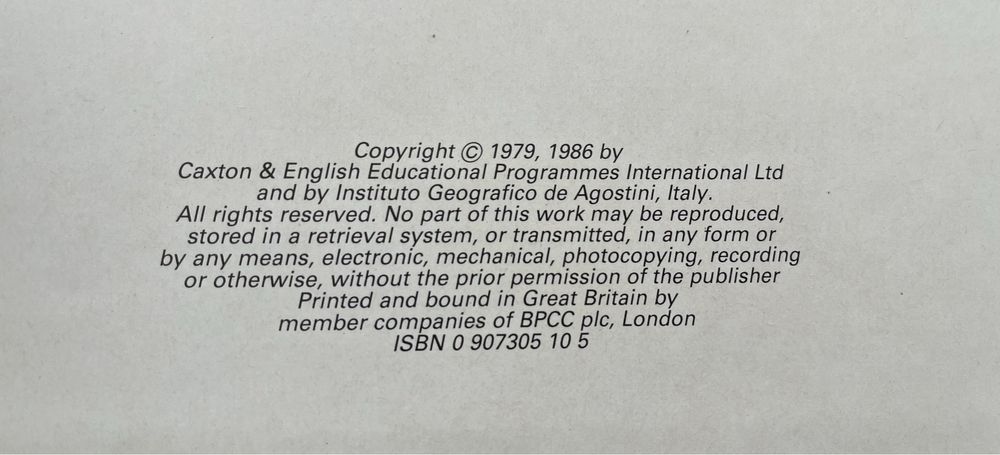 Copyright © 1979, 1986 by
Caxton & English Educational Programmes International Ltd
and by Instituto Geografico de Agostini, Italy.
All rights reserved. No part of this work may be reproduced,
stored in a retrieval system, or transmitted, in any form or
by any means, electronic, mechanical, photocopying, recording
or otherwise, without the prior permission of the publisher
Printed and bound in Great Britain by
member companies of BPCC plc, London
ISBN 0 907305 10 5